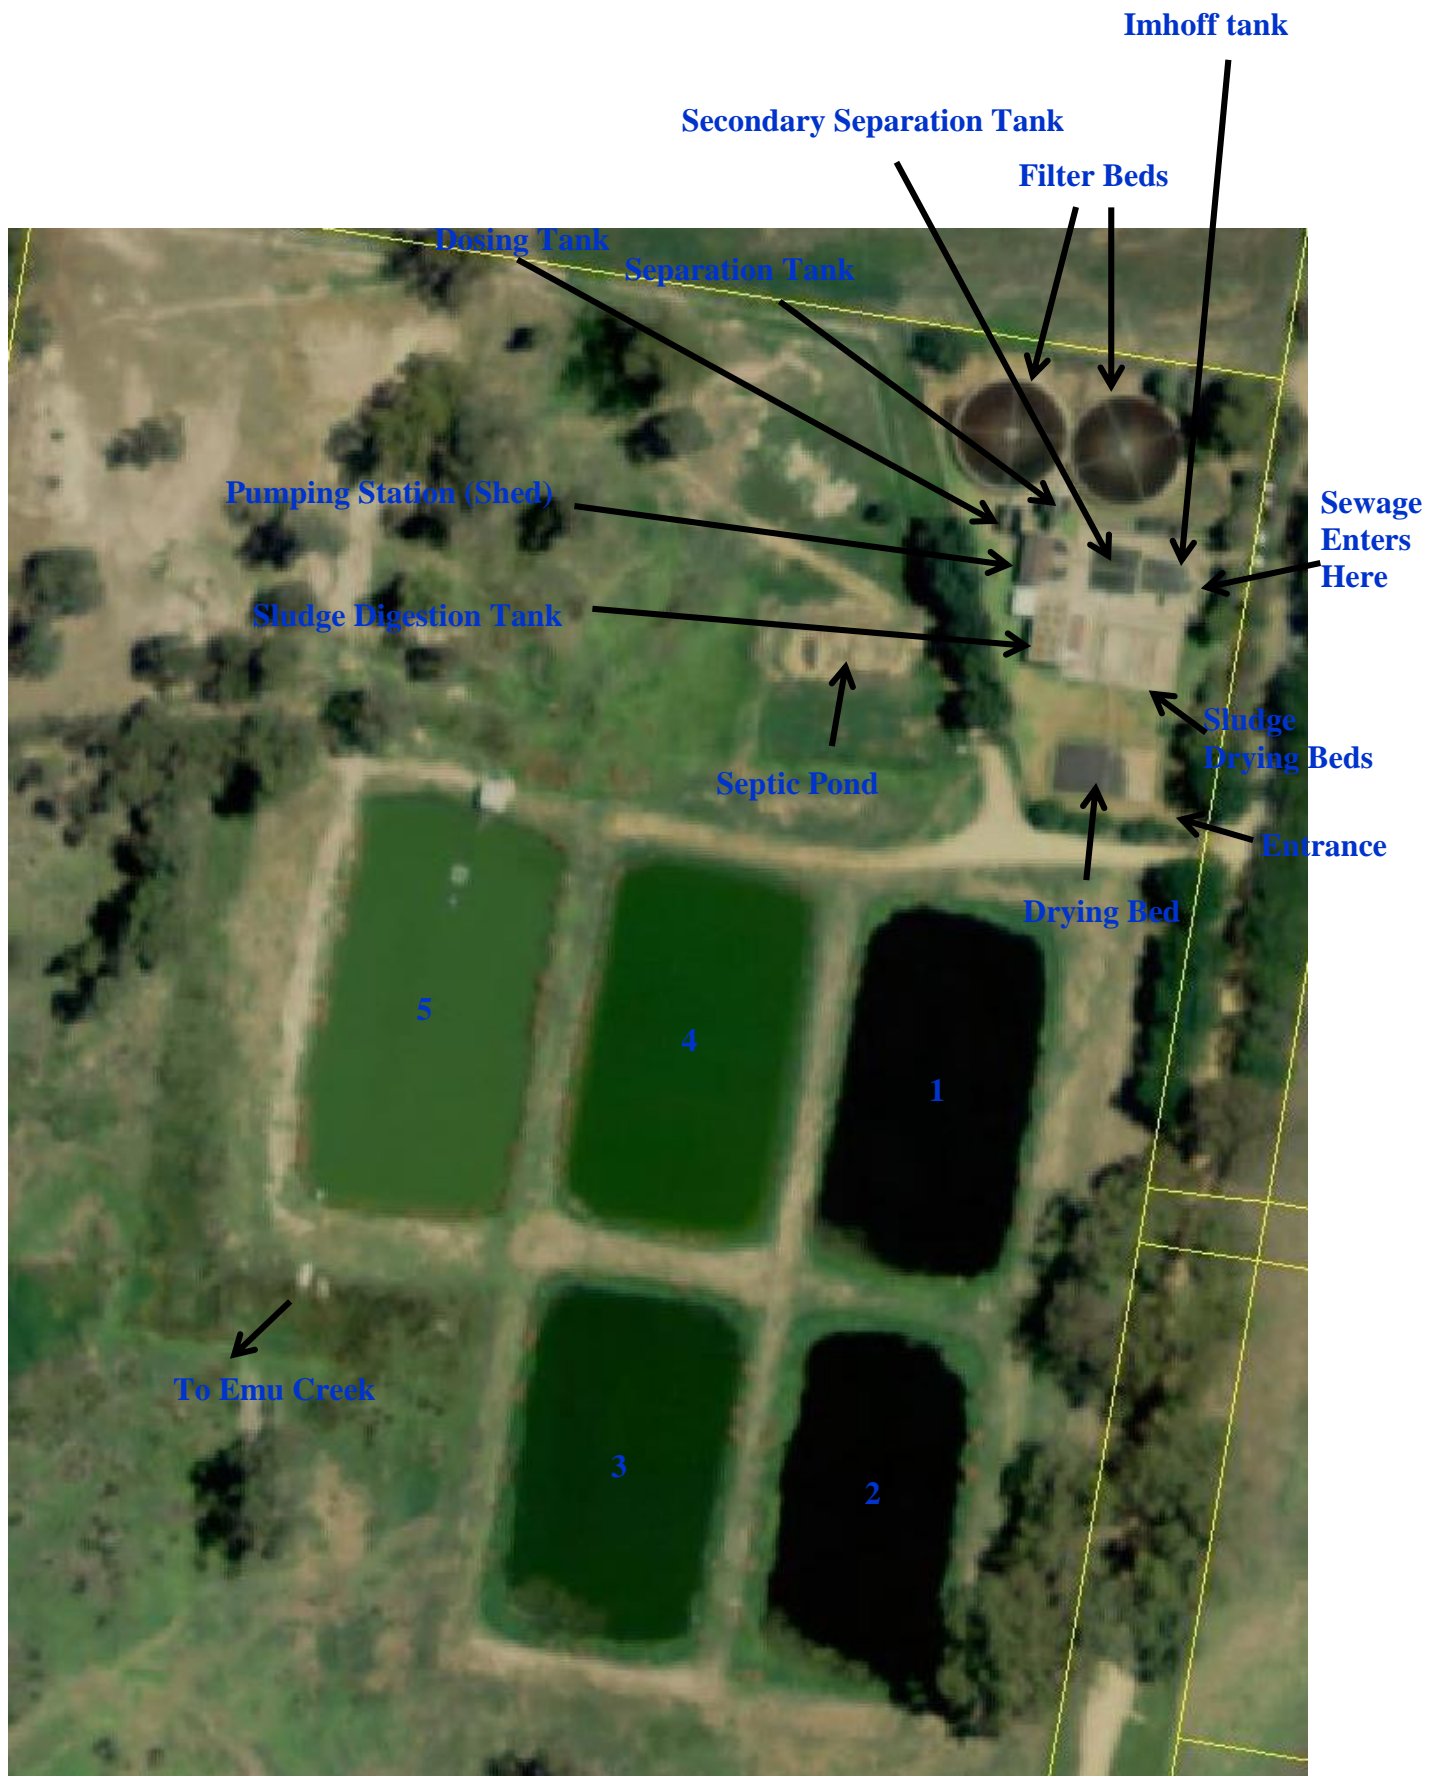 Imhoff tank
Secondary Separation Tank
Filter Beds
Dosing Tank
Separation Tank
Pumping Station (Shed)
Sewage
Enters
Here
Sludge Digestion Tank
Sludge
Drying Beds
Septic Pond
Entrance
Drying Bed
5
4
1
To Emu Creek
3
2